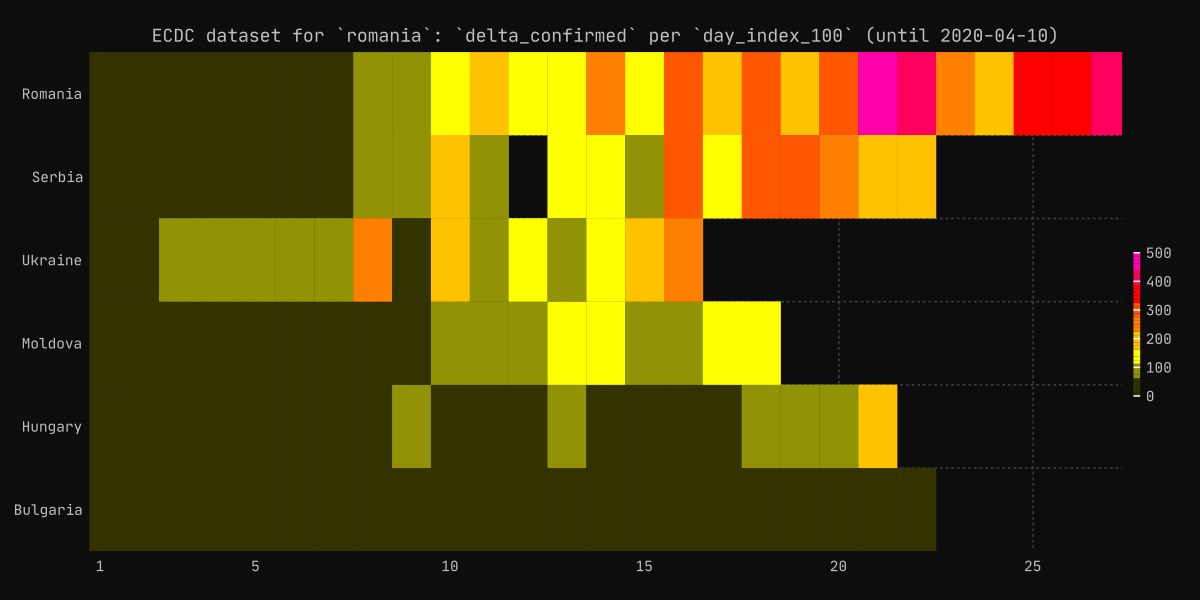 ECDC dataset for `romania`: `delta_confirmed` per `day_index_100` (until 2020-04-10)
Romania
Serbia
Ukraine
Moldova
Hungary
Bulgaria
500
400
300
200
100
0
1 5 10 15 20 25